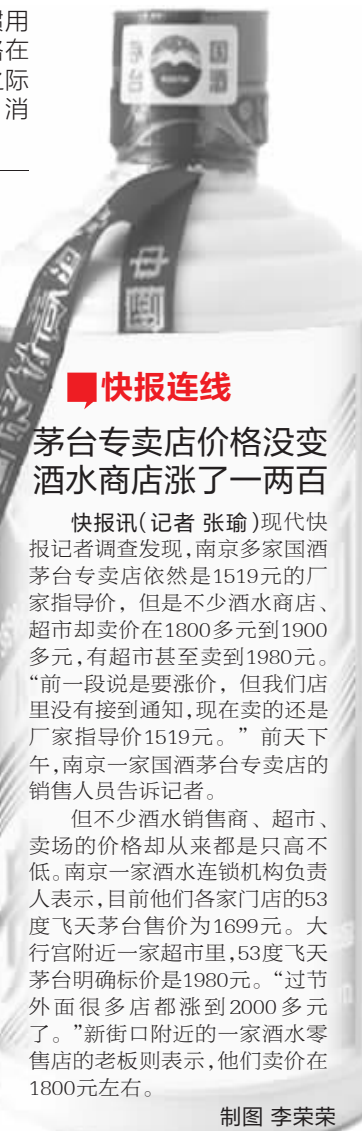 惯用
格在
之际
消
国酒
茅台
中国
■快报连线
茅台专卖店价格没变
酒水商店涨了一两百
快报讯(记者 张瑜)现代快
报记者调查发现,南京多家国酒
茅台专卖店依然是1519元的厂
家指导价，但是不少酒水商店、
超市却卖价在1800多元到1900
多元,有超市甚至卖到1980元。
“前一段说是要涨价，但我们店
里没有接到通知,现在卖的还是
厂家指导价1519元。”前天下
午,南京一家国酒茅台专卖店的
销售人员告诉记者。
但不少酒水销售商、超市、
卖场的价格却从来都是只高不
低。南京一家酒水连锁机构负责
人表示,目前他们各家门店的53
度飞天茅台售价为1699元。大
行宫附近一家超市里,53度飞天
茅台明确标价是1980元。“过节
外面很多店都涨到2000多元
了。”新街口附近的一家酒水零
售店的老板则表示,他们卖价在
1800元左右。
制图 李荣荣